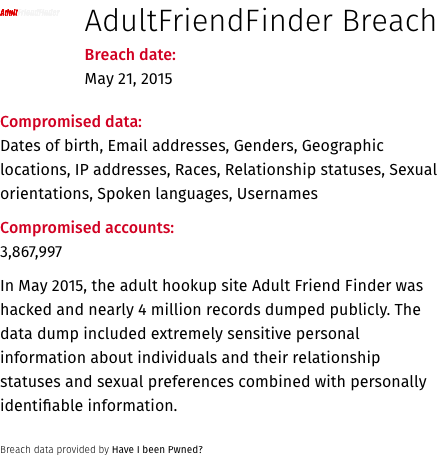 Adult
AdultFriendFinder Breach
Breach date:
May 21, 2015
Compromised data:
Dates of birth, Email addresses, Genders, Geographic
locations, IP addresses, Races, Relationship statuses, Sexual
orientations, Spoken languages, Usernames
Compromised accounts:
3,867,997
In May 2015, the adult hookup site Adult Friend Finder was
hacked and nearly 4 million records dumped publicly. The
data dump included extremely sensitive personal
information about individuals and their relationship
statuses and sexual preferences combined with personally
identifiable information.
Breach data provided by Have I been Pwned?